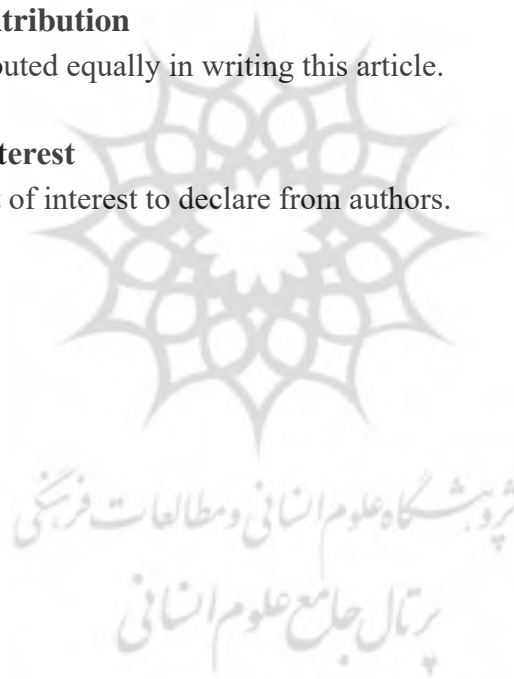 tribution
uted equally in writing this article.
terest
of interest to declare from authors.
پژوهشگاه علوم انسانی و مطالعات فرهنگی
پرتال جامع علوم انسانی